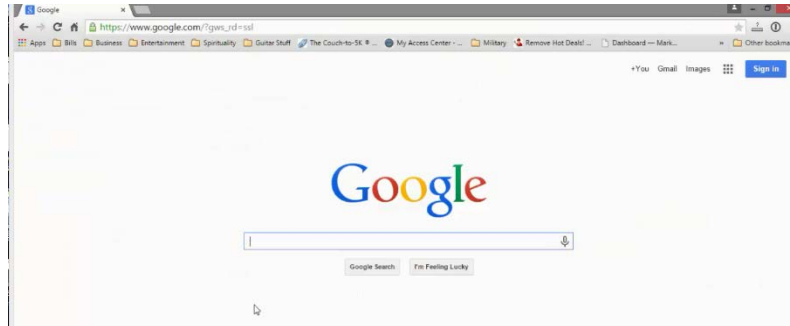 Google
https://www.google.com/?gws_rd=ssl
Apps Bills Business Entertainment Spirituality Guitar Stuff The Couch-to-5K ® ... My Access Center - ... Military Remove Hot Deals! ... Dashboard — Mark... » Other bookma
+You Gmail Images Sign in
Google
Google Search I'm Feeling Lucky